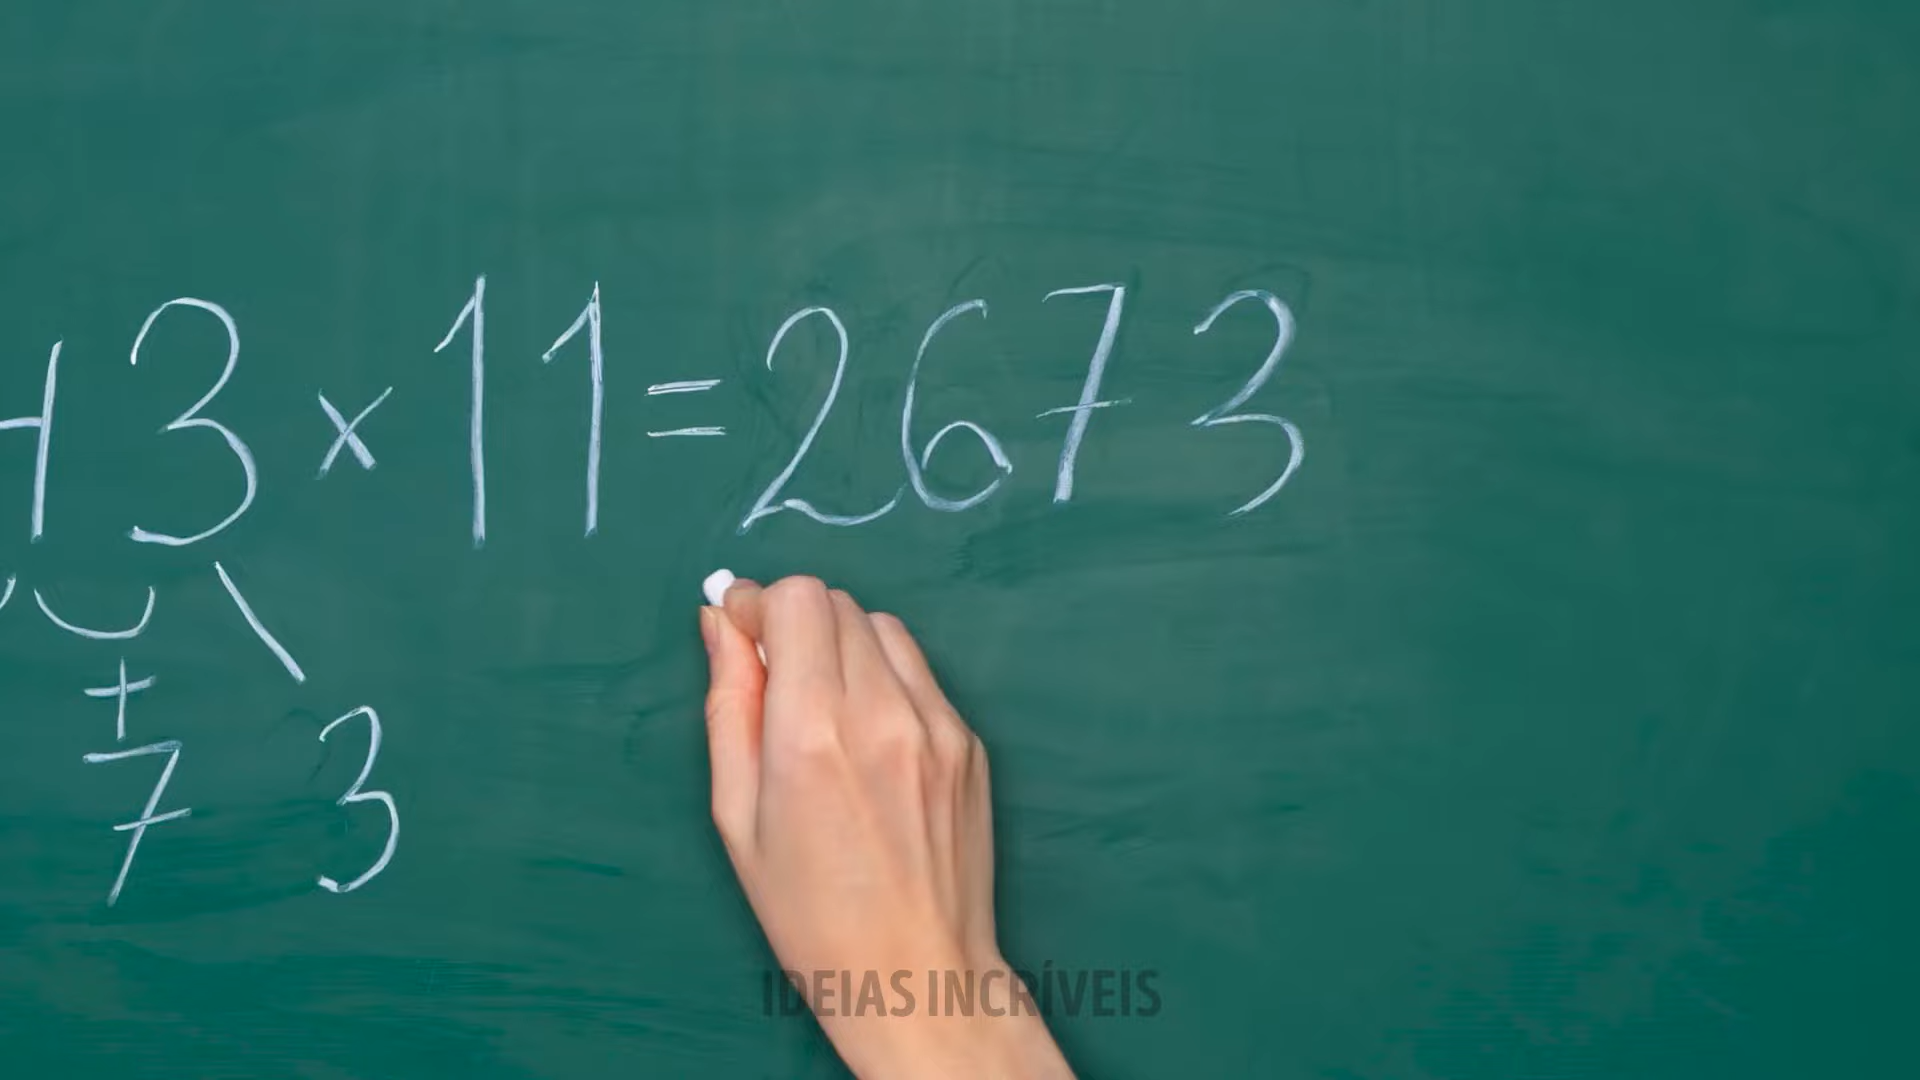 43 × 11 = 2673
+
7 3
IDEIAS INCRÍVEIS